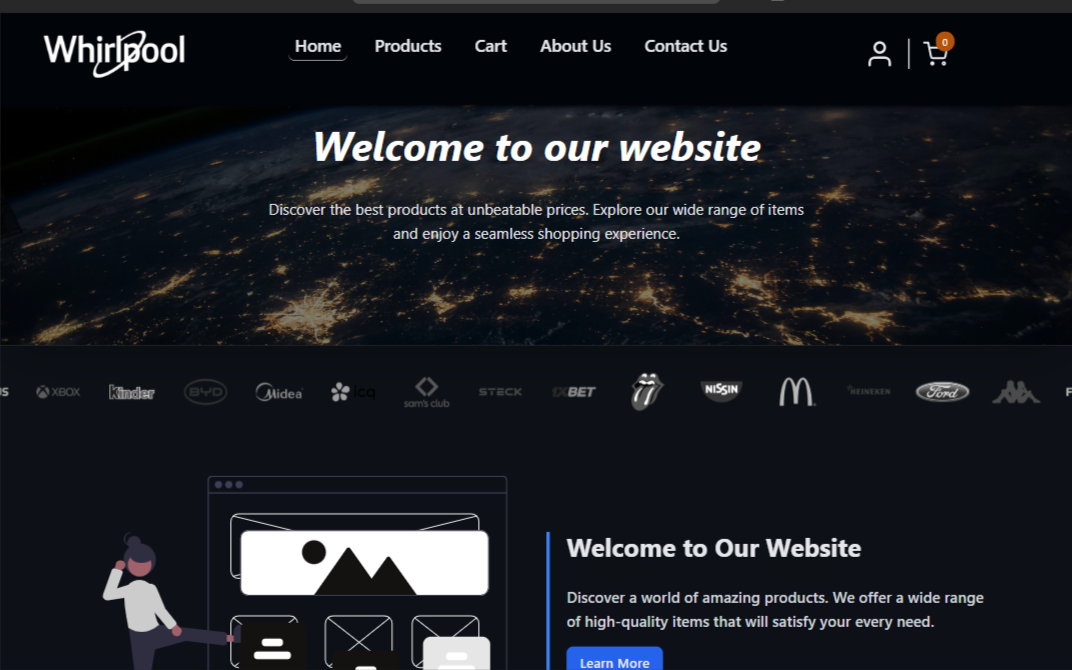 Whirlpool
Home Products Cart About Us Contact Us
0
Welcome to our website
Discover the best products at unbeatable prices. Explore our wide range of items
and enjoy a seamless shopping experience.
XBOX Kinder BYD Midea icq sam's club STECK 1XBET NISSIN HEINEKEN Ford
Welcome to Our Website
Discover a world of amazing products. We offer a wide range
of high-quality items that will satisfy your every need.
Learn More